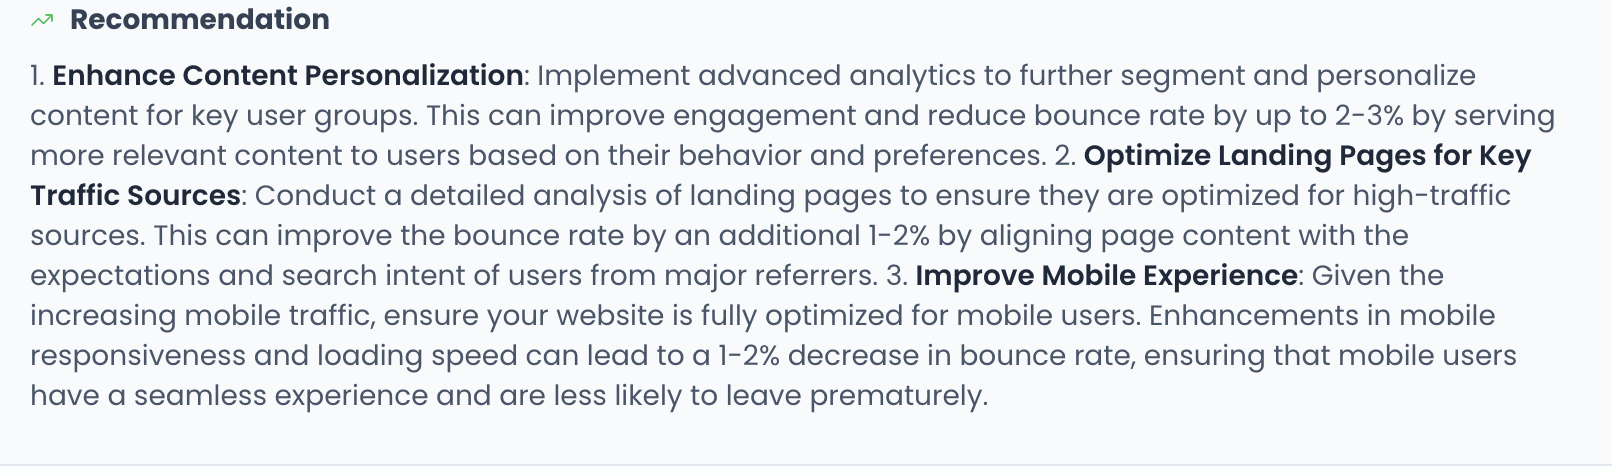 Recommendation
1. Enhance Content Personalization: Implement advanced analytics to further segment and personalize
content for key user groups. This can improve engagement and reduce bounce rate by up to 2-3% by serving
more relevant content to users based on their behavior and preferences. 2. Optimize Landing Pages for Key
Traffic Sources: Conduct a detailed analysis of landing pages to ensure they are optimized for high-traffic
sources. This can improve the bounce rate by an additional 1-2% by aligning page content with the
expectations and search intent of users from major referrers. 3. Improve Mobile Experience: Given the
increasing mobile traffic, ensure your website is fully optimized for mobile users. Enhancements in mobile
responsiveness and loading speed can lead to a 1-2% decrease in bounce rate, ensuring that mobile users
have a seamless experience and are less likely to leave prematurely.